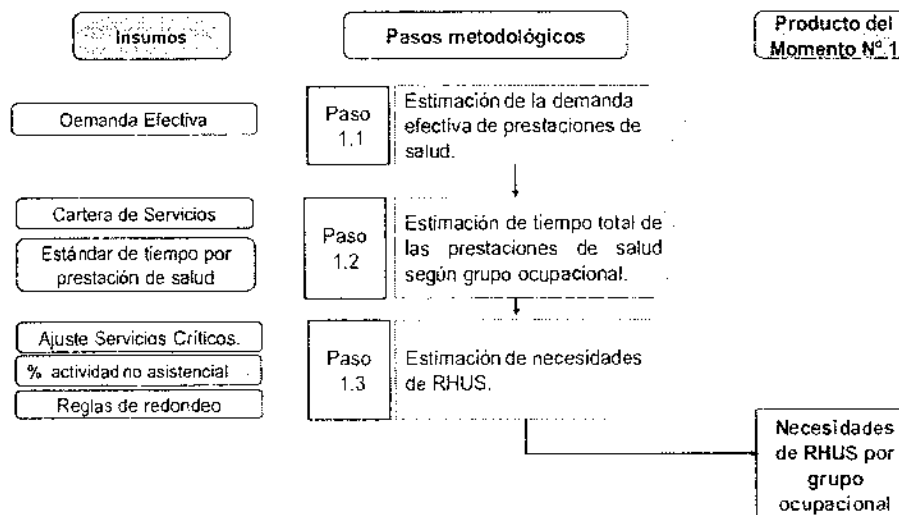 Insumos
Pasos metodológicos
Producto del
Momento Nº 1
Demanda Efectiva
Paso
1.1
Estimación de la demanda
efectiva de prestaciones de
salud.
Cartera de Servicios
Estándar de tiempo por
prestación de salud
Paso
1.2
Estimación de tiempo total de
las prestaciones de salud
según grupo ocupacional.
Ajuste Servicios Críticos.
% actividad no asistencial
Reglas de redondeo
Paso
1.3
Estimación de necesidades
de RHUS.
Necesidades
de RHUS por
grupo
ocupacional